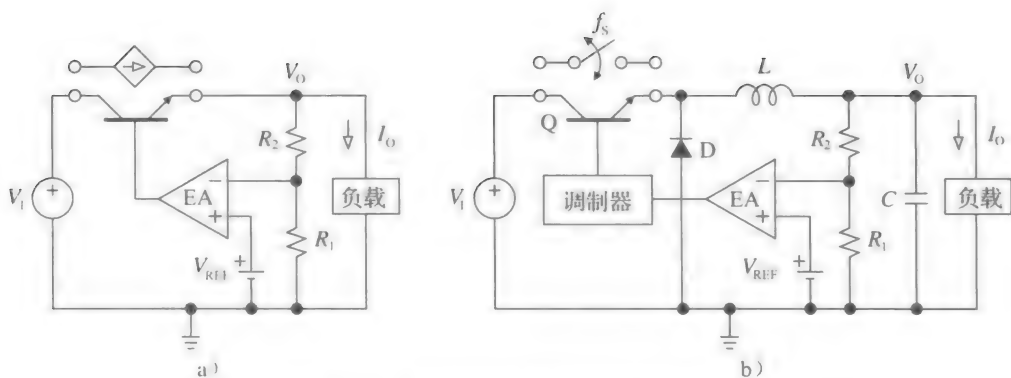 V_O
I_O
R_2
EA
−
+
V_I
+
负载
R_1
V_REF
+
a)
f_S
L
V_O
Q
D
I_O
R_2
EA
−
+
调制器
V_I
+
C
负载
R_1
V_REF
+
b)